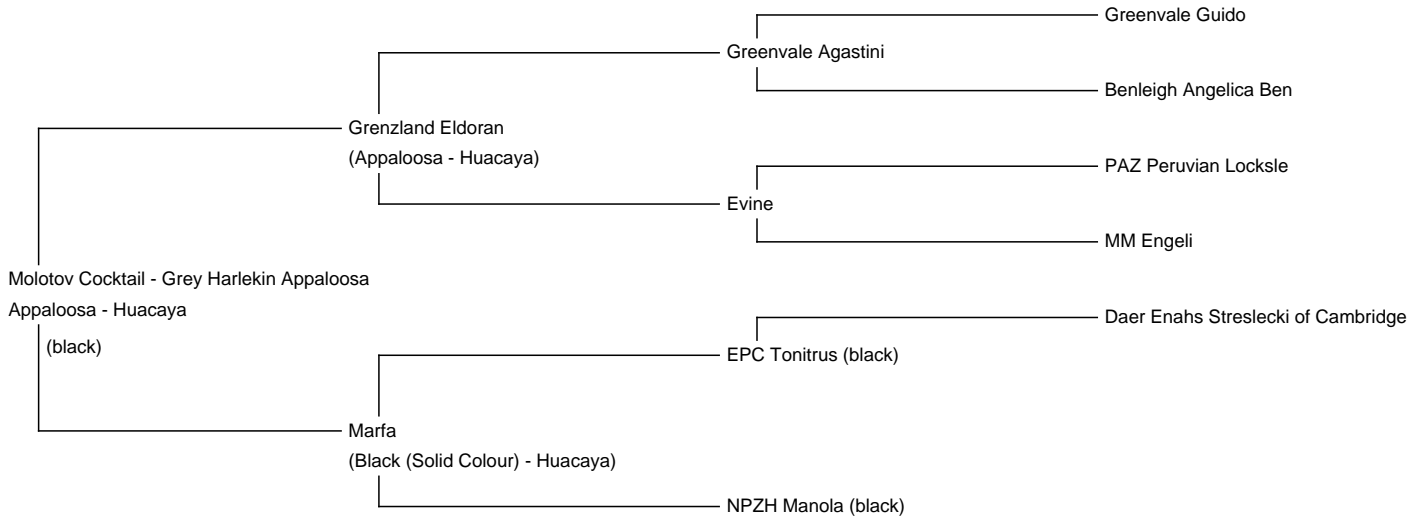 Greenvale Guido
Greenvale Agastini
Benleigh Angelica Ben
Grenzland Eldoran
(Appaloosa - Huacaya)
PAZ Peruvian Locksle
Evine
MM Engeli
Molotov Cocktail - Grey Harlekin Appaloosa
Appaloosa - Huacaya
(black)
Daer Enahs Streslecki of Cambridge
EPC Tonitrus (black)
Marfa
(Black (Solid Colour) - Huacaya)
NPZH Manola (black)